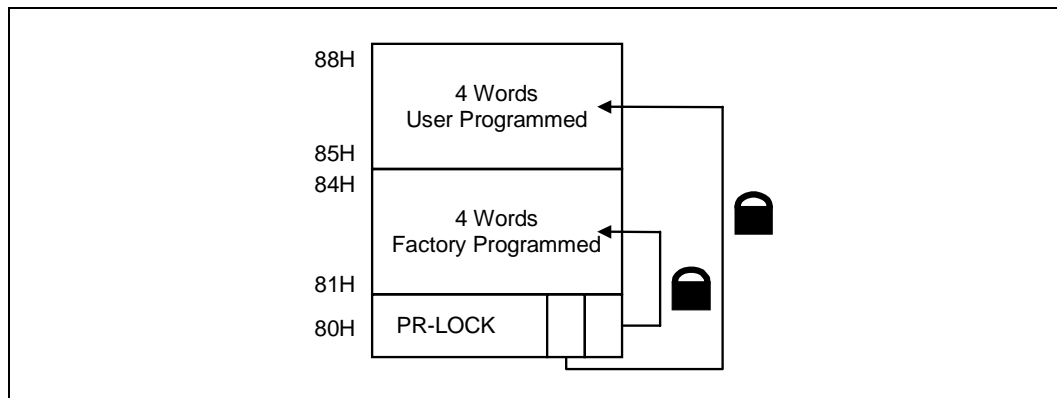 88H
4 Words
User Programmed
85H
84H
4 Words
Factory Programmed
81H
80H
PR-LOCK